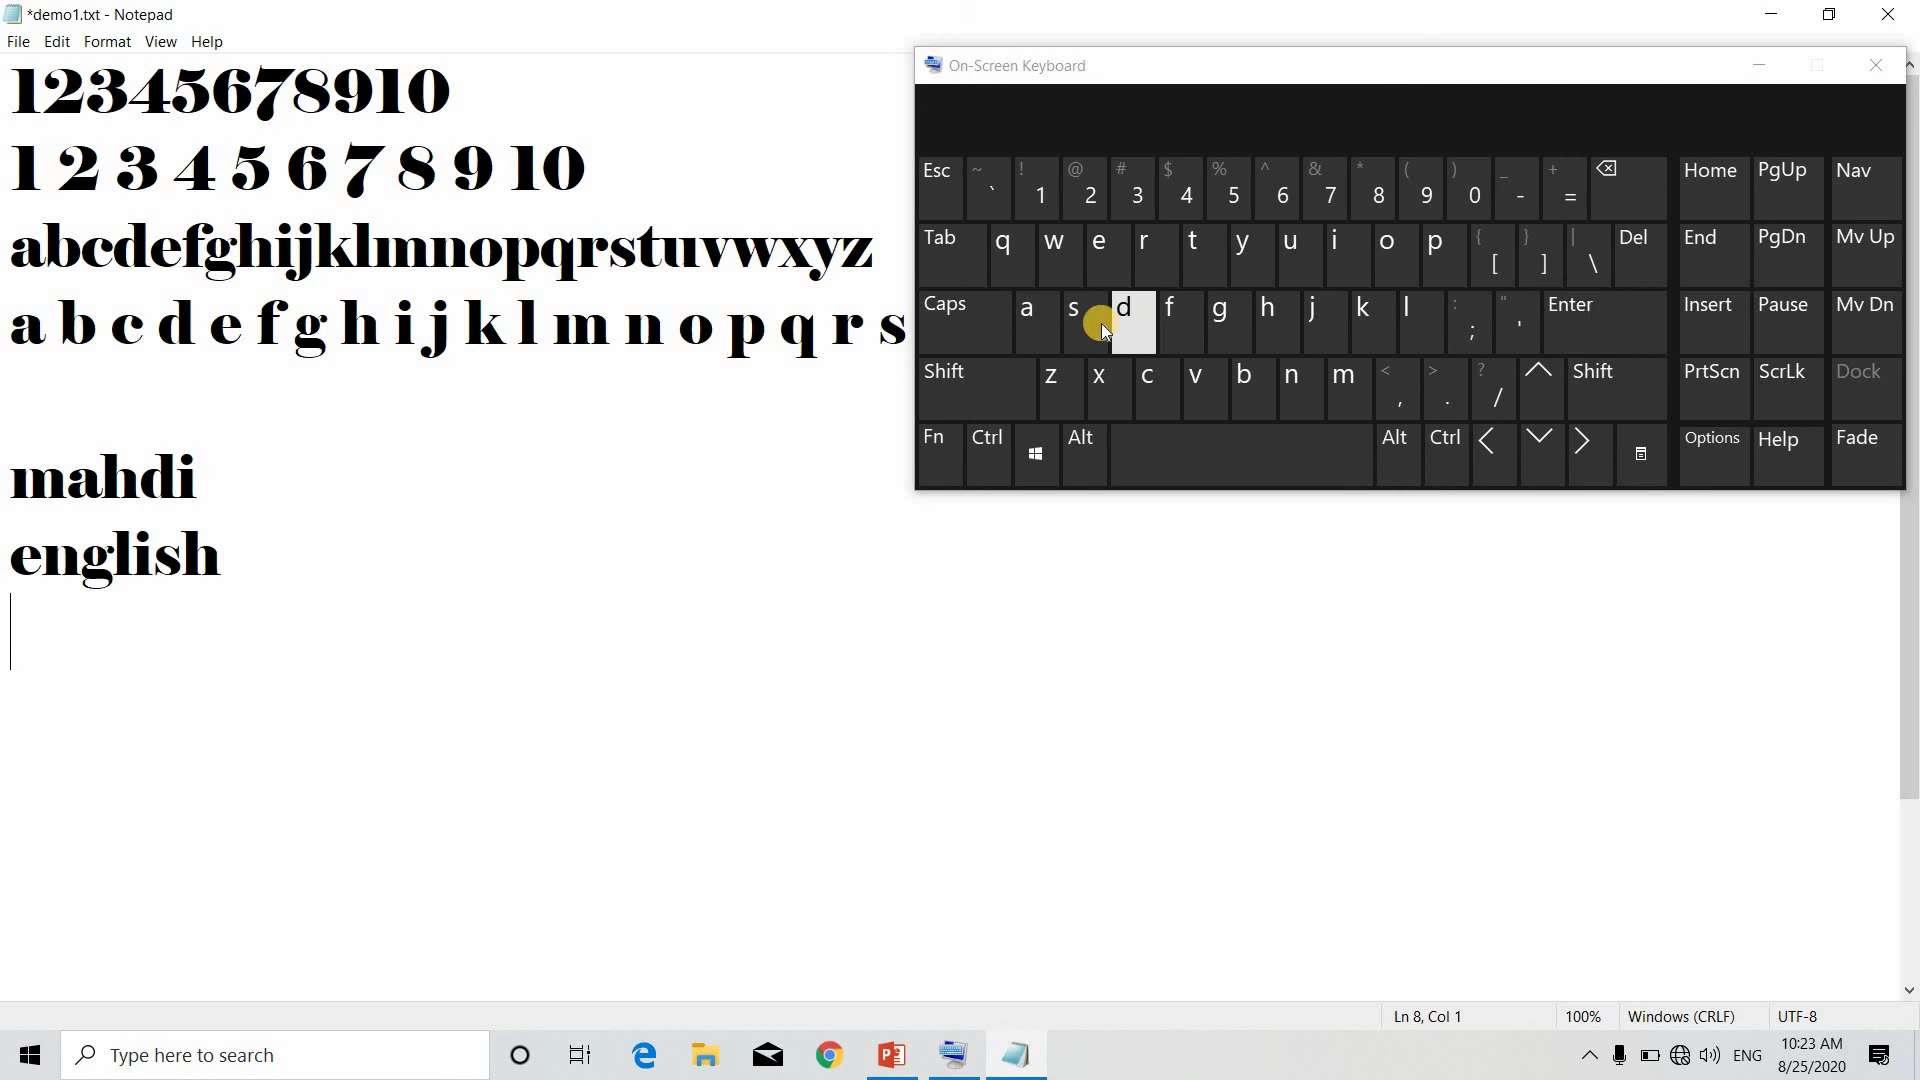 *demo1.txt - Notepad
File Edit Format View Help
12345678910
1 2 3 4 5 6 7 8 9 10
abcdefghijklmnopqrstuvwxyz
a b c d e f g h i j k l m n o p q r s
mahdi
english
On-Screen Keyboard
Esc ~ ` ! 1 @ 2 # 3 $ 4 % 5 ^ 6 & 7 * 8 ( 9 ) 0 _ - + = Home PgUp Nav
Tab q w e r t y u i o p { [ } ] | \ Del End PgDn Mv Up
Caps a s d f g h j k l : ; " ' Enter Insert Pause Mv Dn
Shift z x c v b n m < , > . ? / Shift PrtScn ScrLk Dock
Fn Ctrl Alt Alt Ctrl Options Help Fade
Ln 8, Col 1 100% Windows (CRLF) UTF-8
Type here to search
ENG
10:23 AM
8/25/2020